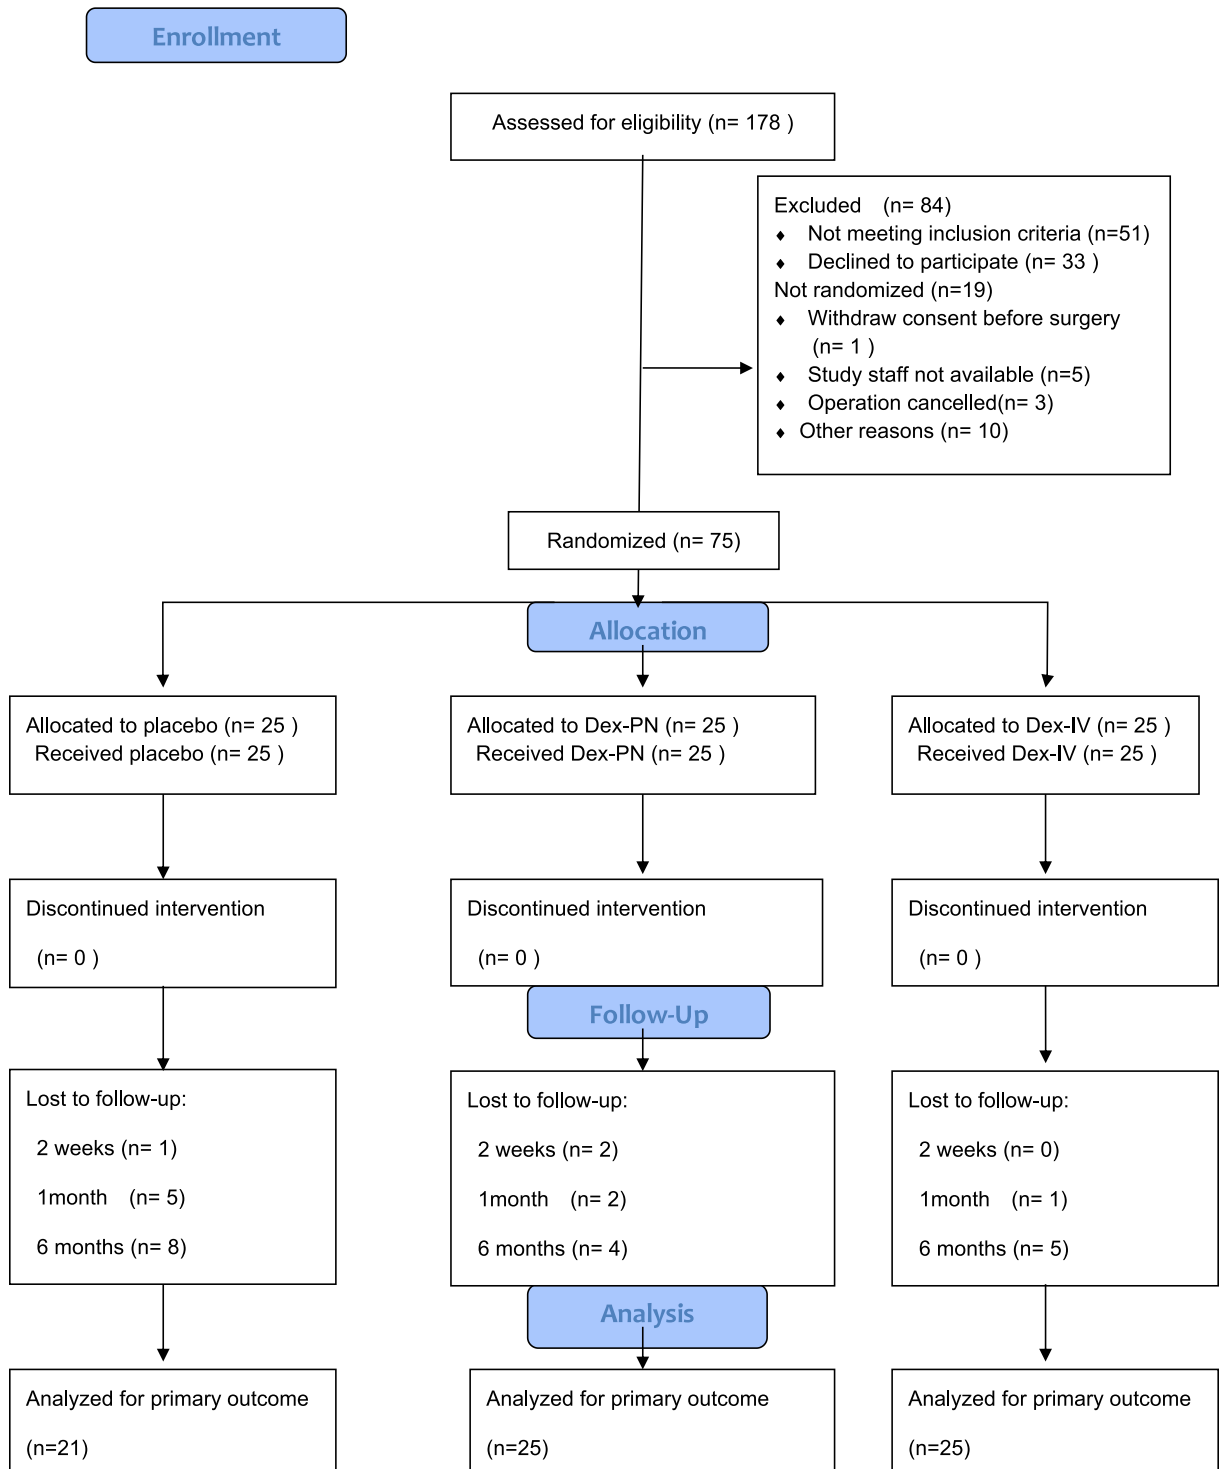 Enrollment
Assessed for eligibility (n= 178 )
Excluded (n= 84)
♦ Not meeting inclusion criteria (n=51)
♦ Declined to participate (n= 33 )
Not randomized (n=19)
♦ Withdraw consent before surgery
(n= 1 )
♦ Study staff not available (n=5)
♦ Operation cancelled(n= 3)
♦ Other reasons (n= 10)
Randomized (n= 75)
Allocation
Allocated to placebo (n= 25 )
Received placebo (n= 25 )
Allocated to Dex-PN (n= 25 )
Received Dex-PN (n= 25 )
Allocated to Dex-IV (n= 25 )
Received Dex-IV (n= 25 )
Discontinued intervention
(n= 0 )
Discontinued intervention
(n= 0 )
Discontinued intervention
(n= 0 )
Follow-Up
Lost to follow-up:
2 weeks (n= 1)
1month (n= 5)
6 months (n= 8)
Lost to follow-up:
2 weeks (n= 2)
1month (n= 2)
6 months (n= 4)
Lost to follow-up:
2 weeks (n= 0)
1month (n= 1)
6 months (n= 5)
Analysis
Analyzed for primary outcome
(n=21)
Analyzed for primary outcome
(n=25)
Analyzed for primary outcome
(n=25)